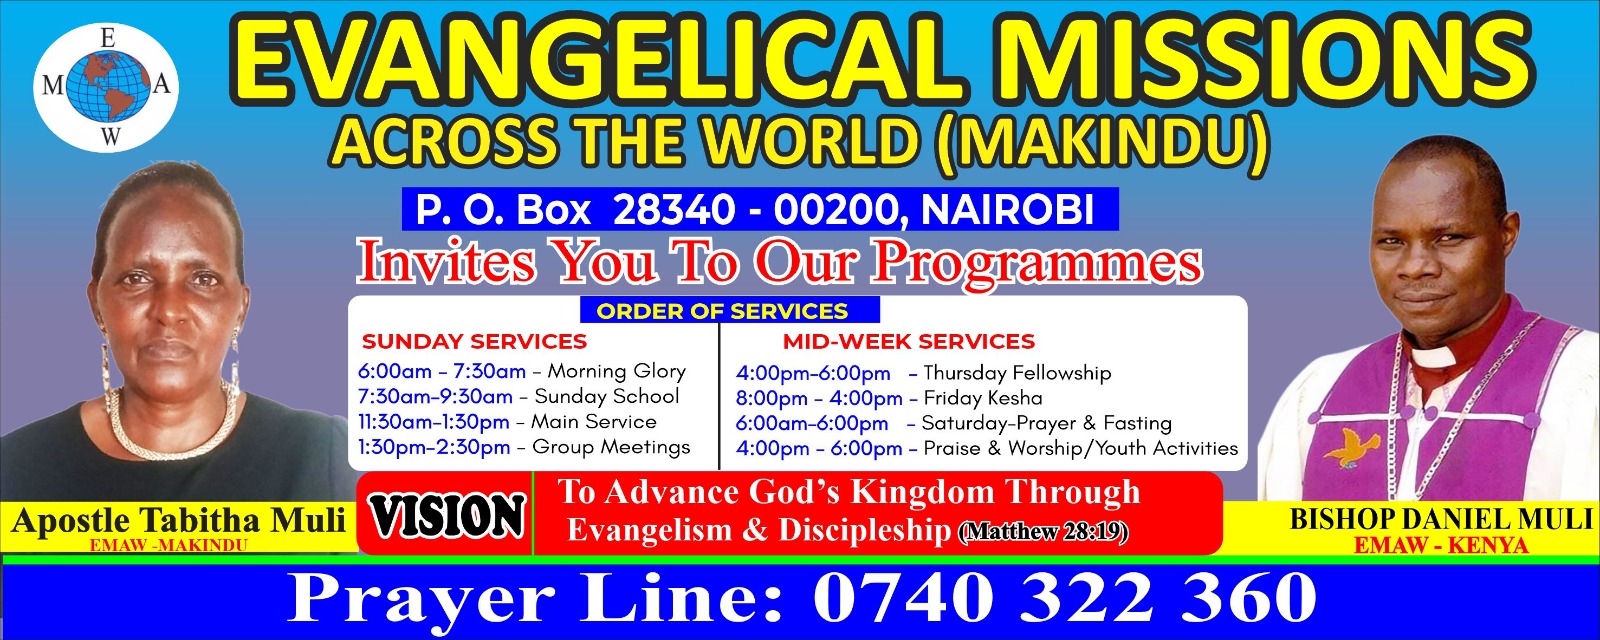 E
M A
W
EVANGELICAL MISSIONS
ACROSS THE WORLD (MAKINDU)
P. O. Box 28340 - 00200, NAIROBI
Invites You To Our Programmes
ORDER OF SERVICES
SUNDAY SERVICES
6:00am - 7:30am - Morning Glory
7:30am-9:30am - Sunday School
11:30am-1:30pm - Main Service
1:30pm-2:30pm - Group Meetings
MID-WEEK SERVICES
4:00pm-6:00pm - Thursday Fellowship
8:00pm - 4:00pm - Friday Kesha
6:00am-6:00pm - Saturday-Prayer & Fasting
4:00pm - 6:00pm - Praise & Worship/Youth Activities
Apostle Tabitha Muli
EMAW -MAKINDU
VISION
To Advance God's Kingdom Through
Evangelism & Discipleship (Matthew 28:19)
BISHOP DANIEL MULI
EMAW - KENYA
Prayer Line: 0740 322 360